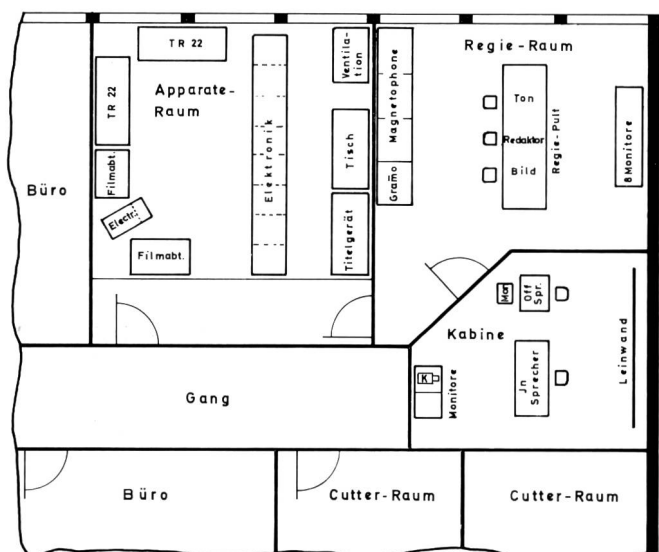 TR 22
Apparate-
Raum
TR 22
Filmabt.
Electr.
Filmabt.
Elektronik
Ventila-
tion
Tisch
Titelgerät
Büro
Regie-Raum
Magnetophone
Gramo
Ton
Redaktor
Bild
Regie-Pult
8 Monitore
Mon
Off
Spr.
Kabine
K
Monitore
Jn
Sprecher
Leinwand
Gang
Büro
Cutter-Raum
Cutter-Raum